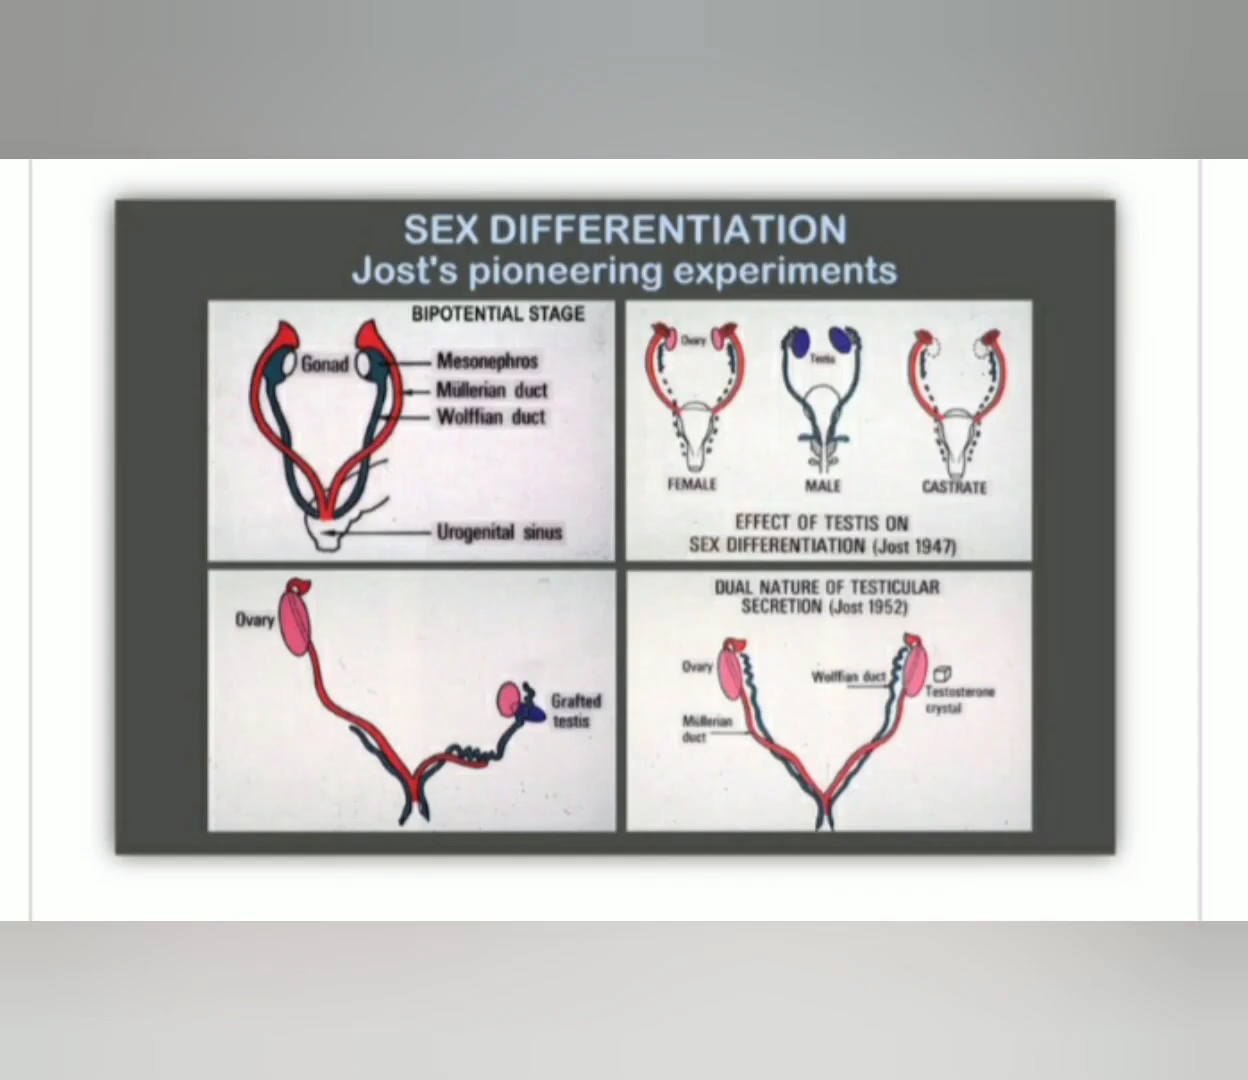 SEX DIFFERENTIATION
Jost's pioneering experiments
BIPOTENTIAL STAGE
Gonad
Mesonephros
Müllerian duct
Wolffian duct
Urogenital sinus
Ovary
Testis
FEMALE
MALE
CASTRATE
EFFECT OF TESTIS ON
SEX DIFFERENTIATION (Jost 1947)
Ovary
Grafted
testis
DUAL NATURE OF TESTICULAR
SECRETION (Jost 1952)
Ovary
Wolffian duct
Testosterone
crystal
Müllerian
duct